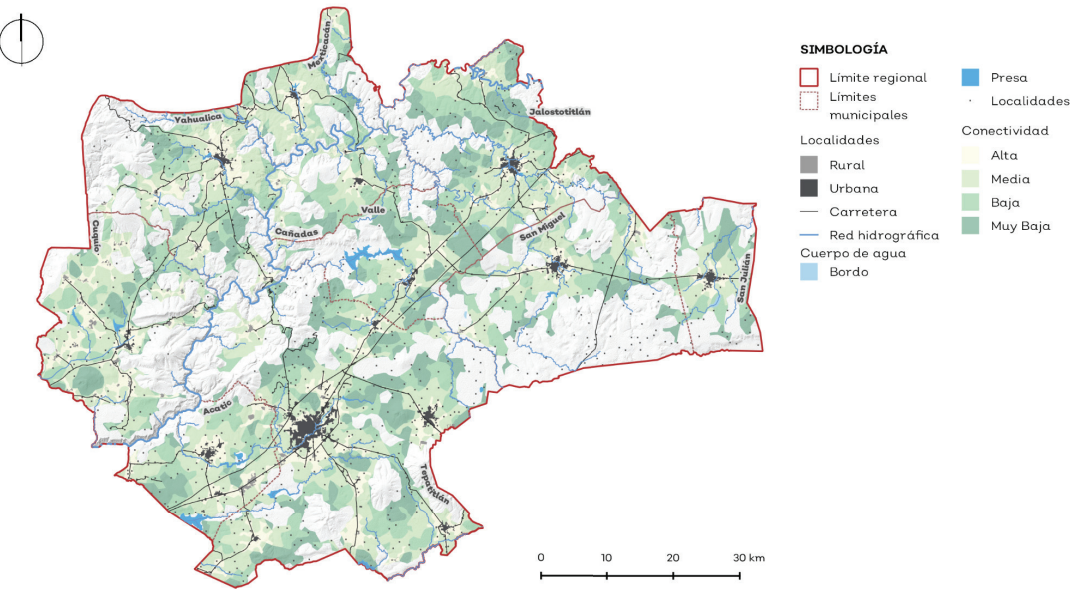 Mexticacán
Yahualica
Jalostotitlán
Cuquío
Valle
Cañadas
San Miguel
San Julián
Acatic
Tepatitlán
SIMBOLOGÍA
Límite regional
Límites
municipales
Localidades
Rural
Urbana
Carretera
Red hidrográfica
Cuerpo de agua
Bordo
Presa
Localidades
Conectividad
Alta
Media
Baja
Muy Baja
0 10 20 30 km